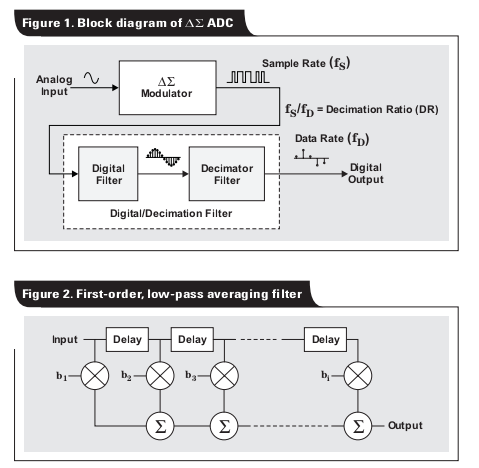 Figure 1. Block diagram of ΔΣ ADC
Analog
Input
ΔΣ
Modulator
Sample Rate (fS)
fS/fD = Decimation Ratio (DR)
Data Rate (fD)
Digital
Filter
Decimator
Filter
Digital
Output
Digital/Decimation Filter
Figure 2. First-order, low-pass averaging filter
Input
Delay
Delay
Delay
b1
b2
b3
bi
Σ
Σ
Σ
Output